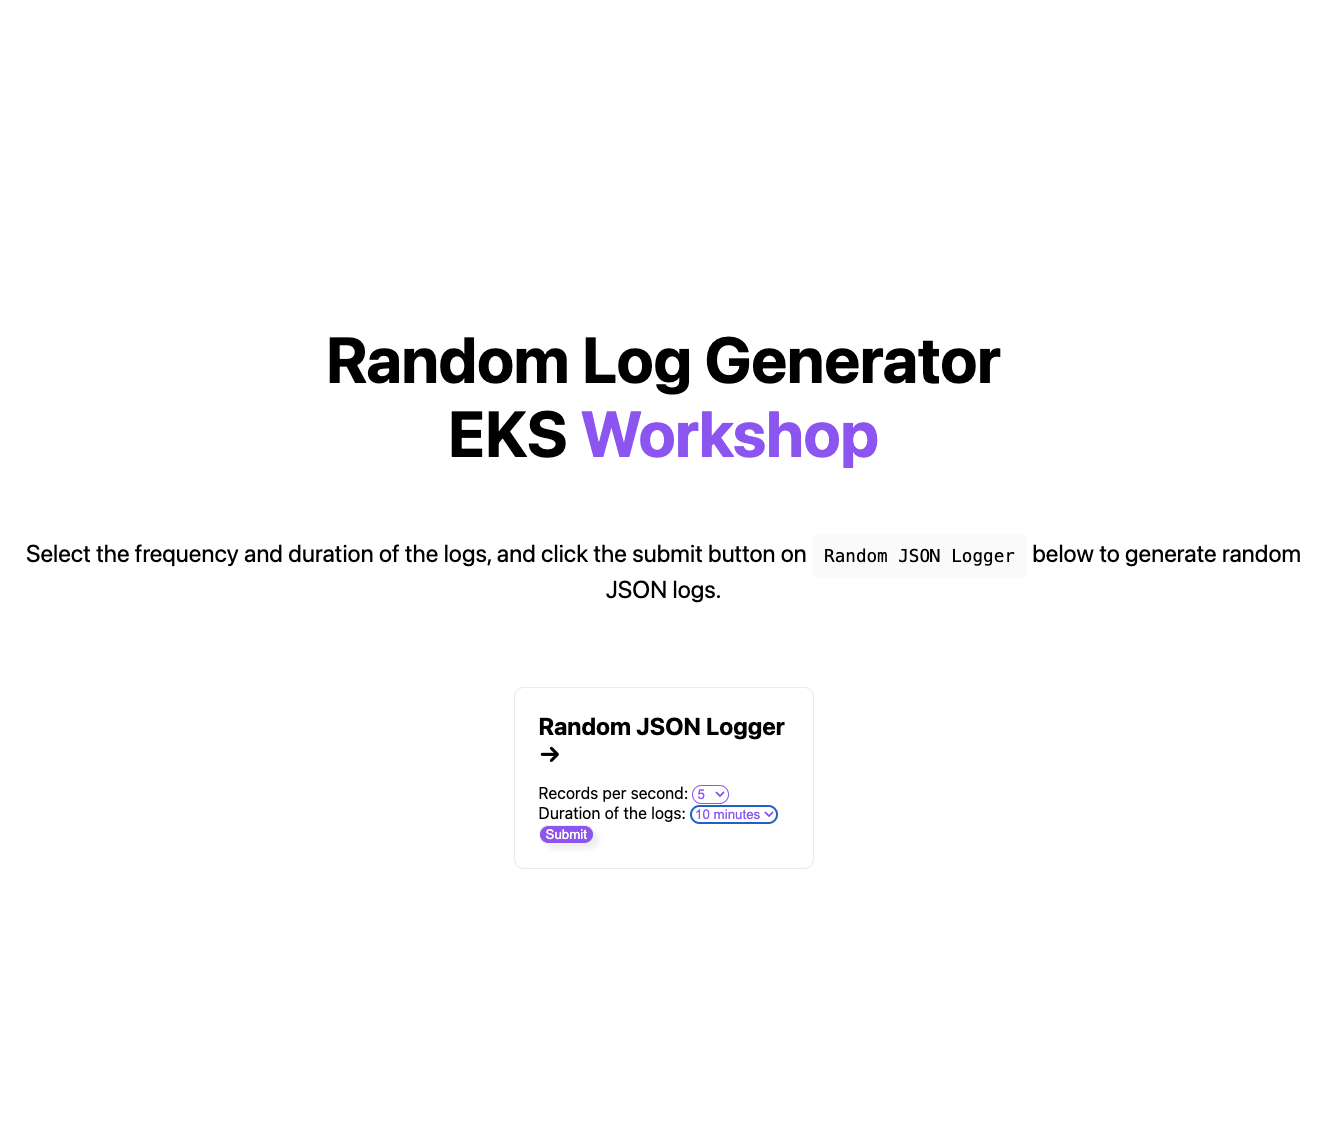 Random Log Generator
EKS Workshop
Select the frequency and duration of the logs, and click the submit button on Random JSON Logger below to generate random
JSON logs.
Random JSON Logger
→
Records per second: 5
Duration of the logs: 10 minutes
Submit